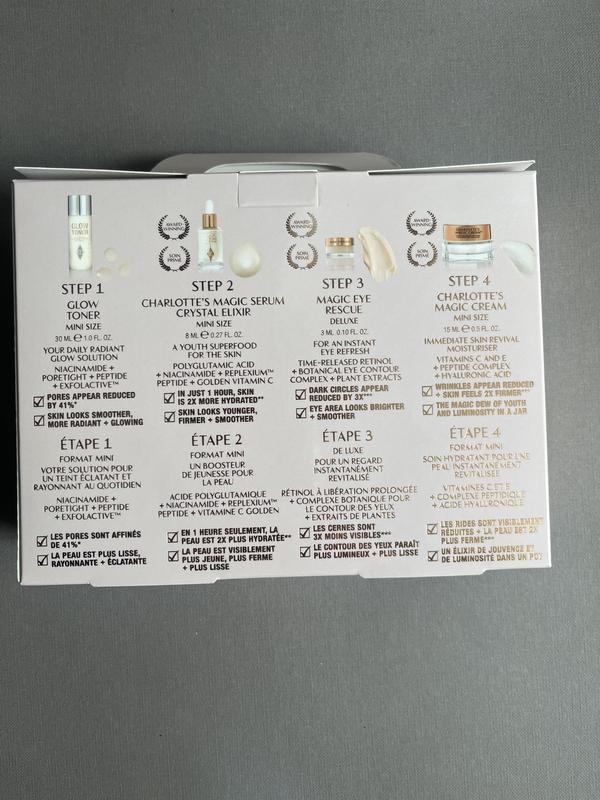 GLOW
TONER
AWARD-
WINNING
SOIN
PRIMÉ
AWARD-
WINNING
SOIN
PRIMÉ
AWARD-
WINNING
SOIN
PRIMÉ
CHARLOTTE'S
MAGIC CREAM
STEP 1
GLOW
TONER
MINI SIZE
30 ML ℮ 1.0 FL. OZ.
YOUR DAILY RADIANT
GLOW SOLUTION
NIACINAMIDE +
PORETIGHT + PEPTIDE
+ EXFOLACTIVE™
PORES APPEAR REDUCED
BY 41%*
SKIN LOOKS SMOOTHER,
MORE RADIANT + GLOWING
STEP 2
CHARLOTTE'S MAGIC SERUM
CRYSTAL ELIXIR
MINI SIZE
8 ML ℮ 0.27 FL. OZ.
A YOUTH SUPERFOOD
FOR THE SKIN
POLYGLUTAMIC ACID
+ NIACINAMIDE + REPLEXIUM™
PEPTIDE + GOLDEN VITAMIN C
IN JUST 1 HOUR, SKIN
IS 2X MORE HYDRATED**
SKIN LOOKS YOUNGER,
FIRMER + SMOOTHER
STEP 3
MAGIC EYE
RESCUE
DELUXE
3 ML 0.10 FL. OZ.
FOR AN INSTANT
EYE REFRESH
TIME-RELEASED RETINOL
+ BOTANICAL EYE CONTOUR
COMPLEX + PLANT EXTRACTS
DARK CIRCLES APPEAR
REDUCED BY 3X***
EYE AREA LOOKS BRIGHTER
+ SMOOTHER
STEP 4
CHARLOTTE'S
MAGIC CREAM
MINI SIZE
15 ML ℮ 0.5 FL. OZ.
IMMEDIATE SKIN REVIVAL
MOISTURISER
VITAMINS C AND E
+ PEPTIDE COMPLEX
+ HYALURONIC ACID
WRINKLES APPEAR REDUCED
+ SKIN FEELS 2X FIRMER***
THE MAGIC DEW OF YOUTH
AND LUMINOSITY IN A JAR
ÉTAPE 1
FORMAT MINI
VOTRE SOLUTION POUR
UN TEINT ÉCLATANT ET
RAYONNANT AU QUOTIDIEN
NIACINAMIDE +
PORETIGHT + PEPTIDE
+ EXFOLACTIVE™
LES PORES SONT AFFINÉS
DE 41%*
LA PEAU EST PLUS LISSE,
RAYONNANTE + ÉCLATANTE
ÉTAPE 2
FORMAT MINI
UN BOOSTEUR
DE JEUNESSE POUR
LA PEAU
ACIDE POLYGLUTAMIQUE
+ NIACINAMIDE + REPLEXIUM™
PEPTIDE + VITAMINE C GOLDEN
EN 1 HEURE SEULEMENT, LA
PEAU EST 2X PLUS HYDRATÉE**
LA PEAU EST VISIBLEMENT
PLUS JEUNE, PLUS FERME
+ PLUS LISSE
ÉTAPE 3
DE LUXE
POUR UN REGARD
INSTANTANÉMENT
REVITALISÉ
RÉTINOL À LIBÉRATION PROLONGÉE
+ COMPLEXE BOTANIQUE POUR
LE CONTOUR DES YEUX
+ EXTRAITS DE PLANTES
LES CERNES SONT
3X MOINS VISIBLES***
LE CONTOUR DES YEUX PARAÎT
PLUS LUMINEUX + PLUS LISSE
ÉTAPE 4
FORMAT MINI
SOIN HYDRATANT POUR UNE
PEAU INSTANTANÉMENT
REVITALISÉE
VITAMINES C ET E
+ COMPLEXE PEPTIDIQUE
+ ACIDE HYALURONIQUE
LES RIDES SONT VISIBLEMENT
RÉDUITES + LA PEAU EST 2X
PLUS FERME***
UN ÉLIXIR DE JOUVENCE ET
DE LUMINOSITÉ DANS UN POT